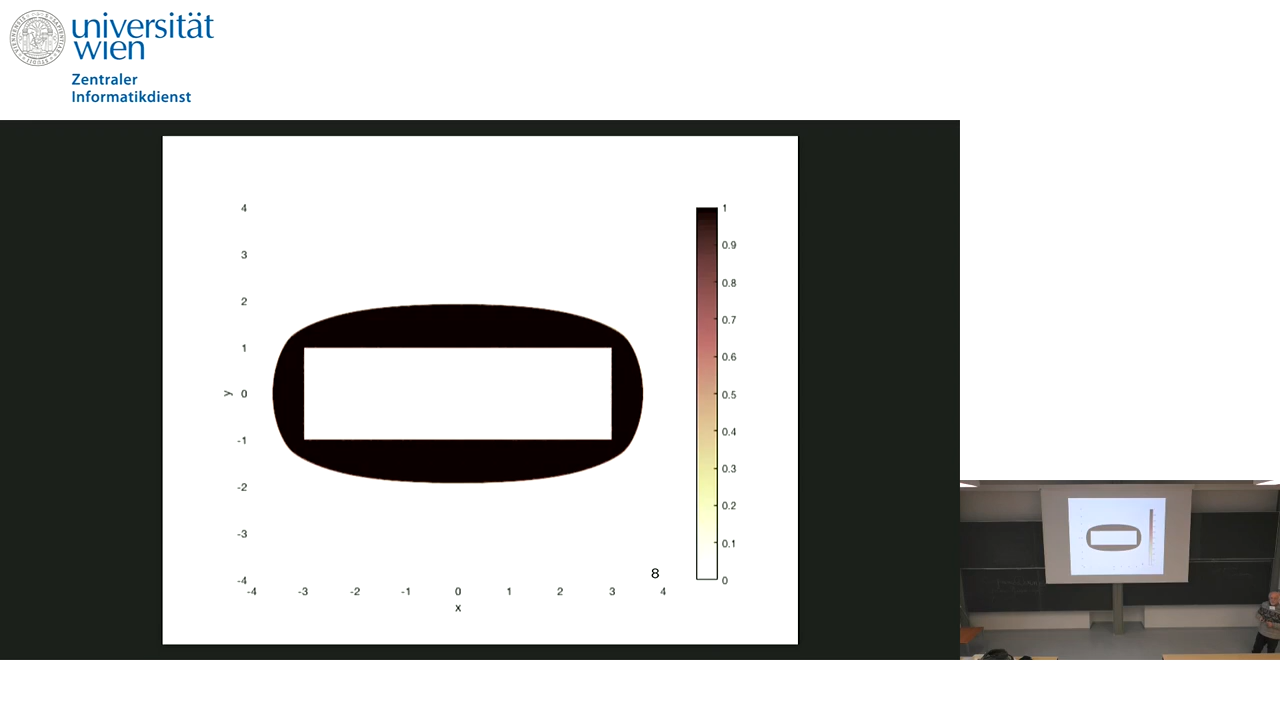 universität
wien
Zentraler
Informatikdienst
4
3
2
1
y 0
-1
-2
-3
-4
-4 -3 -2 -1 0 1 2 3 4
x
8
1
0.9
0.8
0.7
0.6
0.5
0.4
0.3
0.2
0.1
0